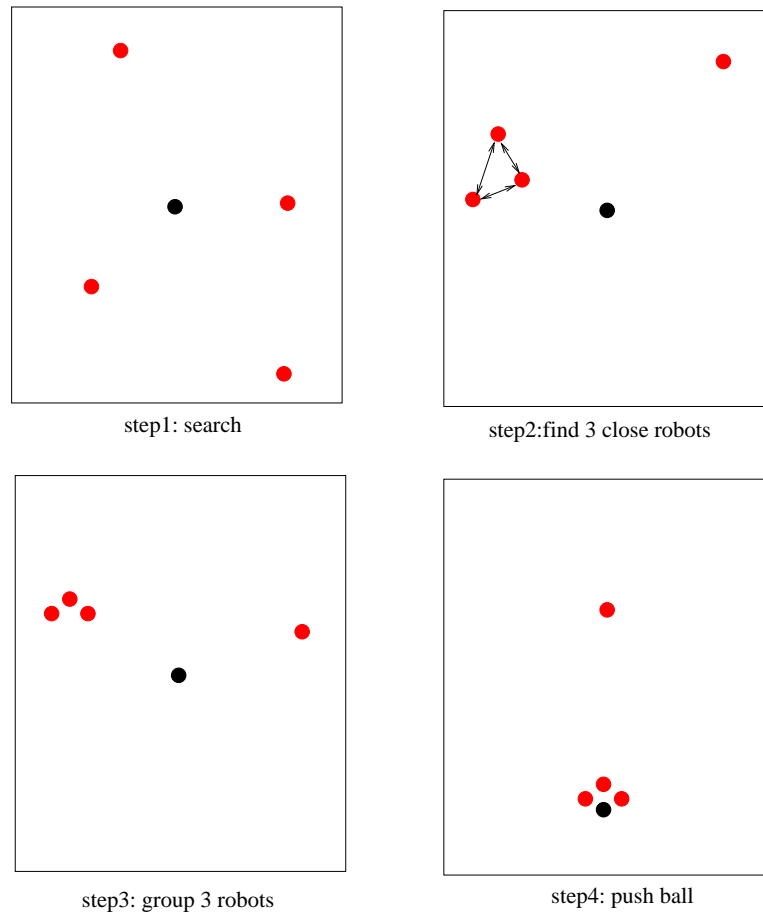 step1: search
step2:find 3 close robots
step3: group 3 robots
step4: push ball